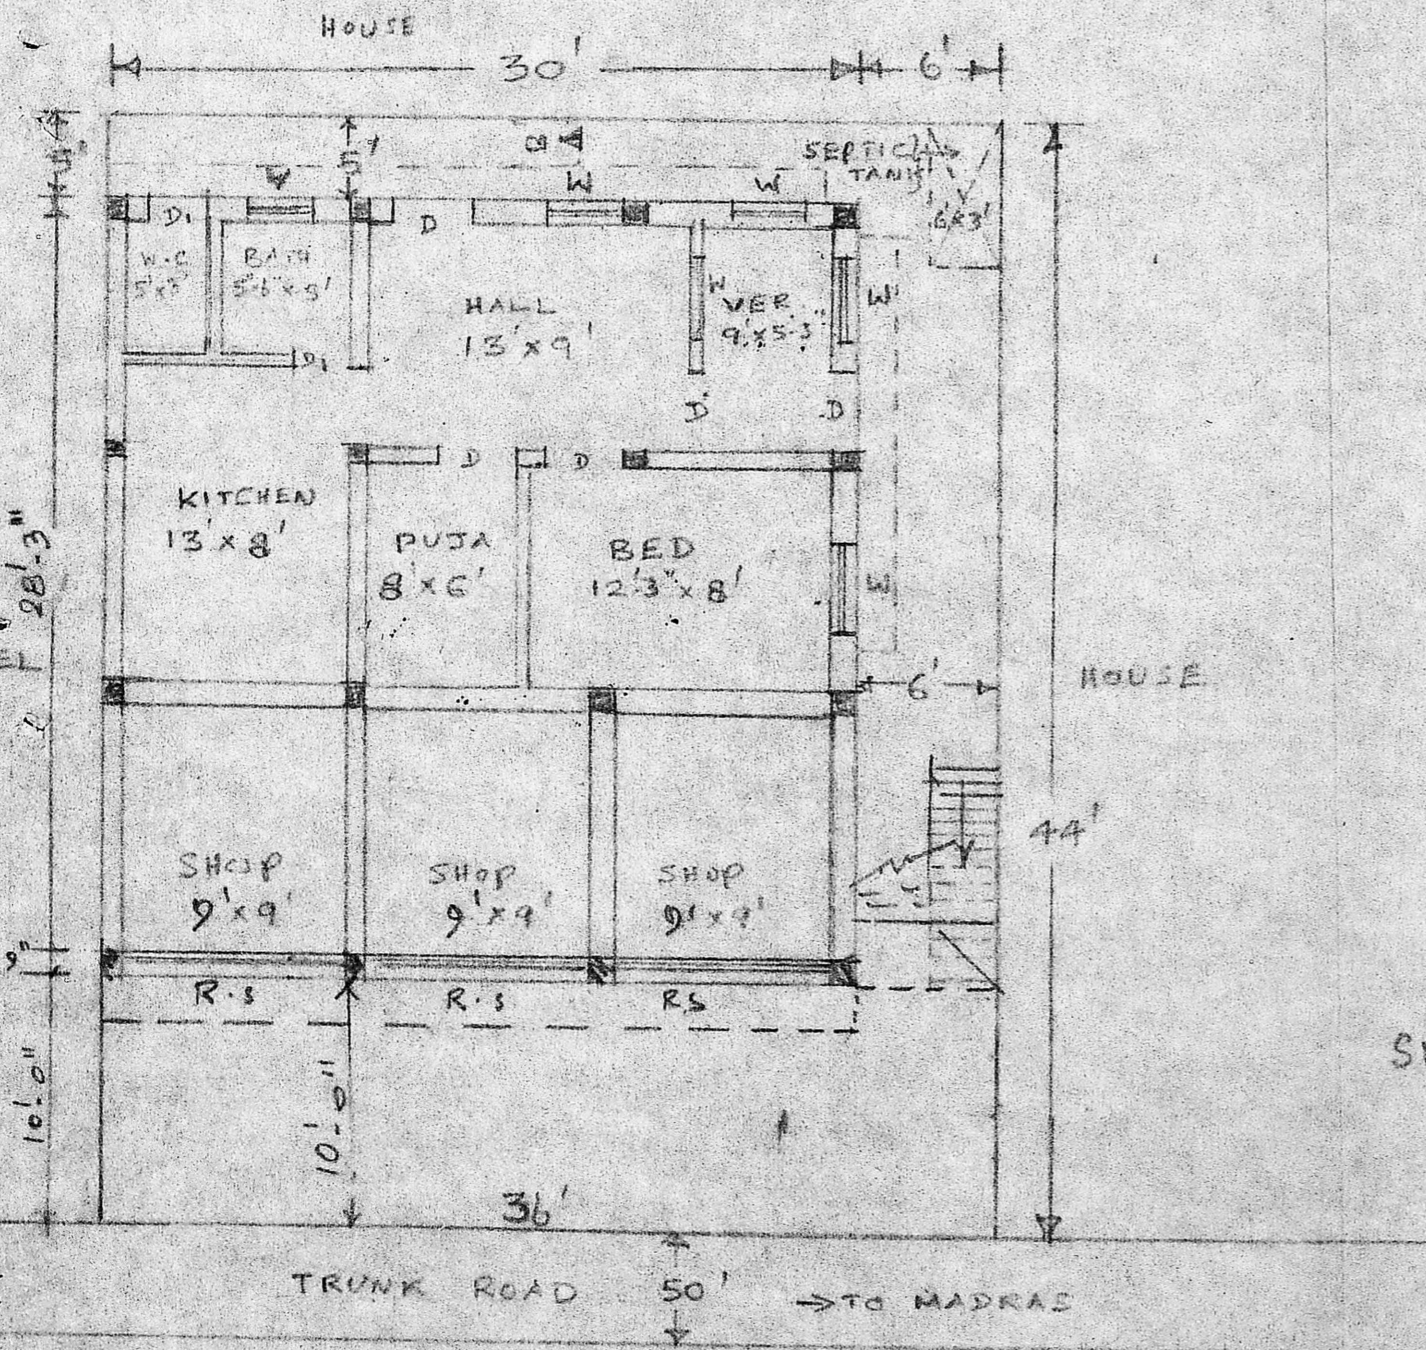 HOUSE
30' 6'
5'
SEPTIC
TANK
6'x3'
W W W
D1 D
W.C
BATH
5'-6"x5'
HALL
13'x9'
W
VER
9'x5'-3"
W
D1
D D
D D
KITCHEN
13'x8'
PUJA
8'x6'
BED
12'3"x8'
W
28'-3"
6'
HOUSE
44'
SHOP
9'x9'
SHOP
9'x9'
SHOP
9'x9'
9"
R.S R.S RS
10'-0"
10'-0"
36'
TRUNK ROAD 50' →TO MADRAS